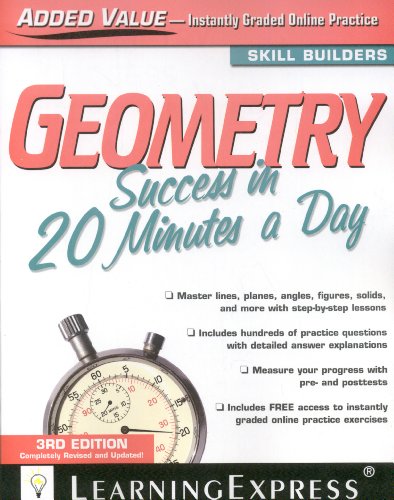 ADDED VALUE—INSTANTLY GRADED ONLINE PRACTICE
SKILL BUILDERS
GEOMETRY
Success in
20 Minutes a Day
❑ Master lines, planes, angles, figures, solids,
and more with step-by-step lessons
❑ Includes hundreds of practice questions
with detailed answer explanations
❑ Measure your progress with
pre- and posttests
❑ Includes FREE access to instantly
graded online practice exercises
3RD EDITION
Completely Revised and Updated!
LEARNINGEXPRESS®